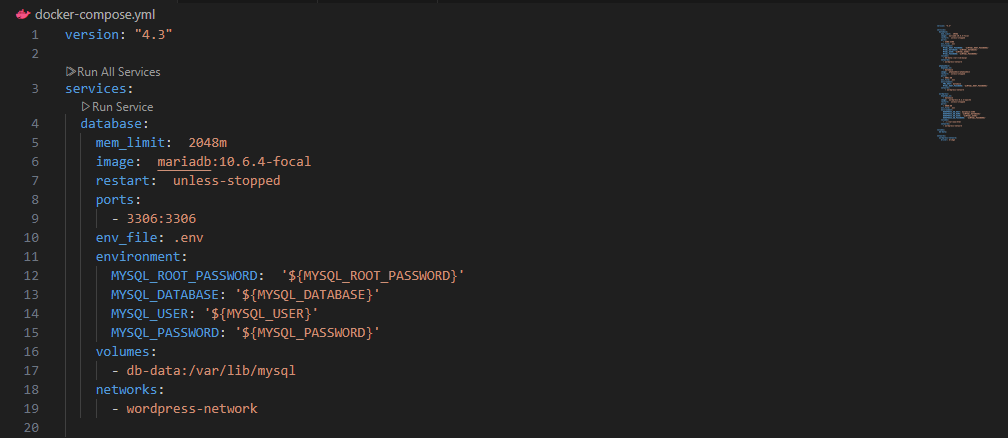 docker-compose.yml
1 version: "4.3"
2
Run All Services
3 services:
Run Service
4 database:
5 mem_limit:  2048m
6 image:  mariadb:10.6.4-focal
7 restart:  unless-stopped
8 ports:
9 - 3306:3306
10 env_file: .env
11 environment:
12 MYSQL_ROOT_PASSWORD:  '${MYSQL_ROOT_PASSWORD}'
13 MYSQL_DATABASE: '${MYSQL_DATABASE}'
14 MYSQL_USER: '${MYSQL_USER}'
15 MYSQL_PASSWORD: '${MYSQL_PASSWORD}'
16 volumes:
17 - db-data:/var/lib/mysql
18 networks:
19 - wordpress-network
20